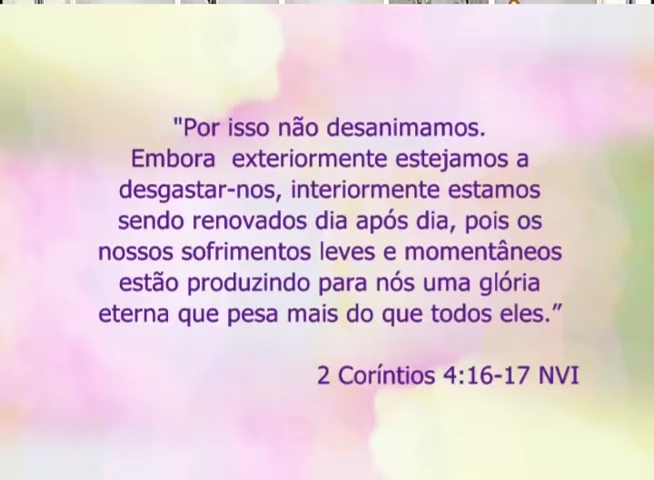 "Por isso não desanimamos.
Embora  exteriormente estejamos a
desgastar-nos, interiormente estamos
sendo renovados dia após dia, pois os
nossos sofrimentos leves e momentâneos
estão produzindo para nós uma glória
eterna que pesa mais do que todos eles.”
2 Coríntios 4:16-17 NVI